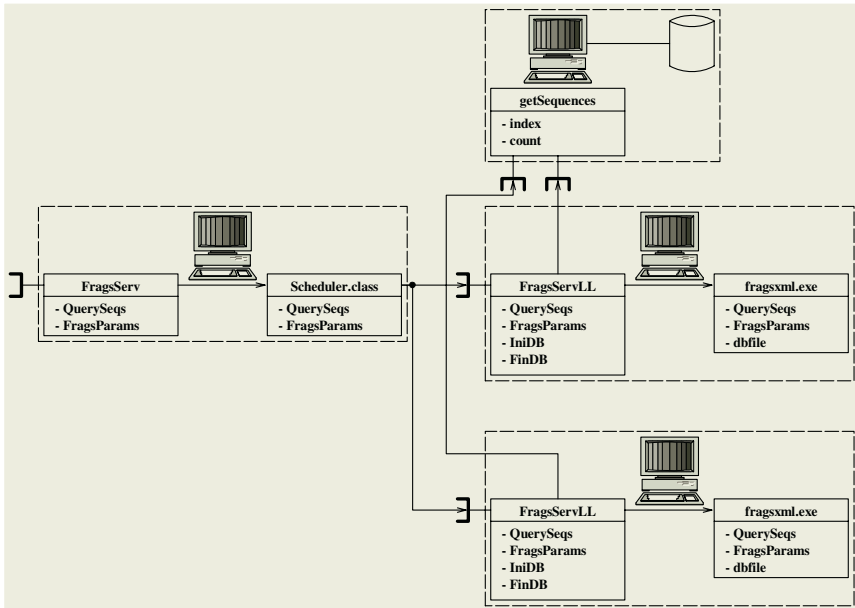 getSequences
- index
- count
FragsServ
- QuerySeqs
- FragsParams
Scheduler.class
- QuerySeqs
- FragsParams
FragsServLL
- QuerySeqs
- FragsParams
- IniDB
- FinDB
fragsxml.exe
- QuerySeqs
- FragsParams
- dbfile
FragsServLL
- QuerySeqs
- FragsParams
- IniDB
- FinDB
fragsxml.exe
- QuerySeqs
- FragsParams
- dbfile